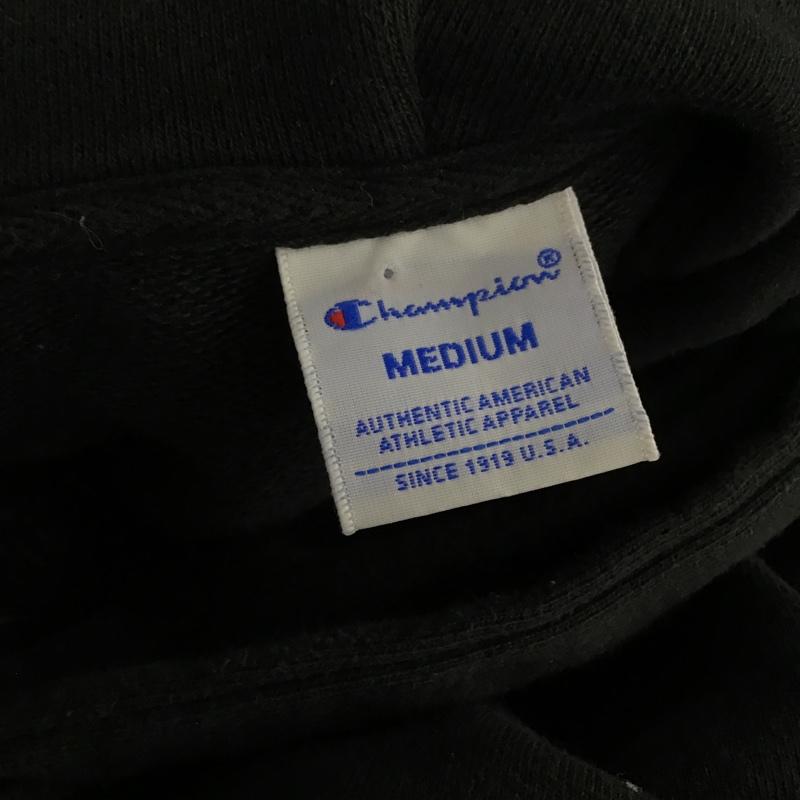 Champion®
MEDIUM
AUTHENTIC AMERICAN
ATHLETIC APPAREL
SINCE 1919 U.S.A.